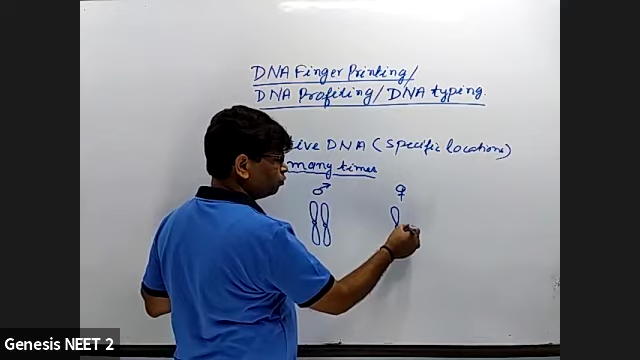 DNA Finger Printing/
DNA Profiling/DNA typing.
DNA (Specific locations)
many times
♂ ♀
Genesis NEET 2